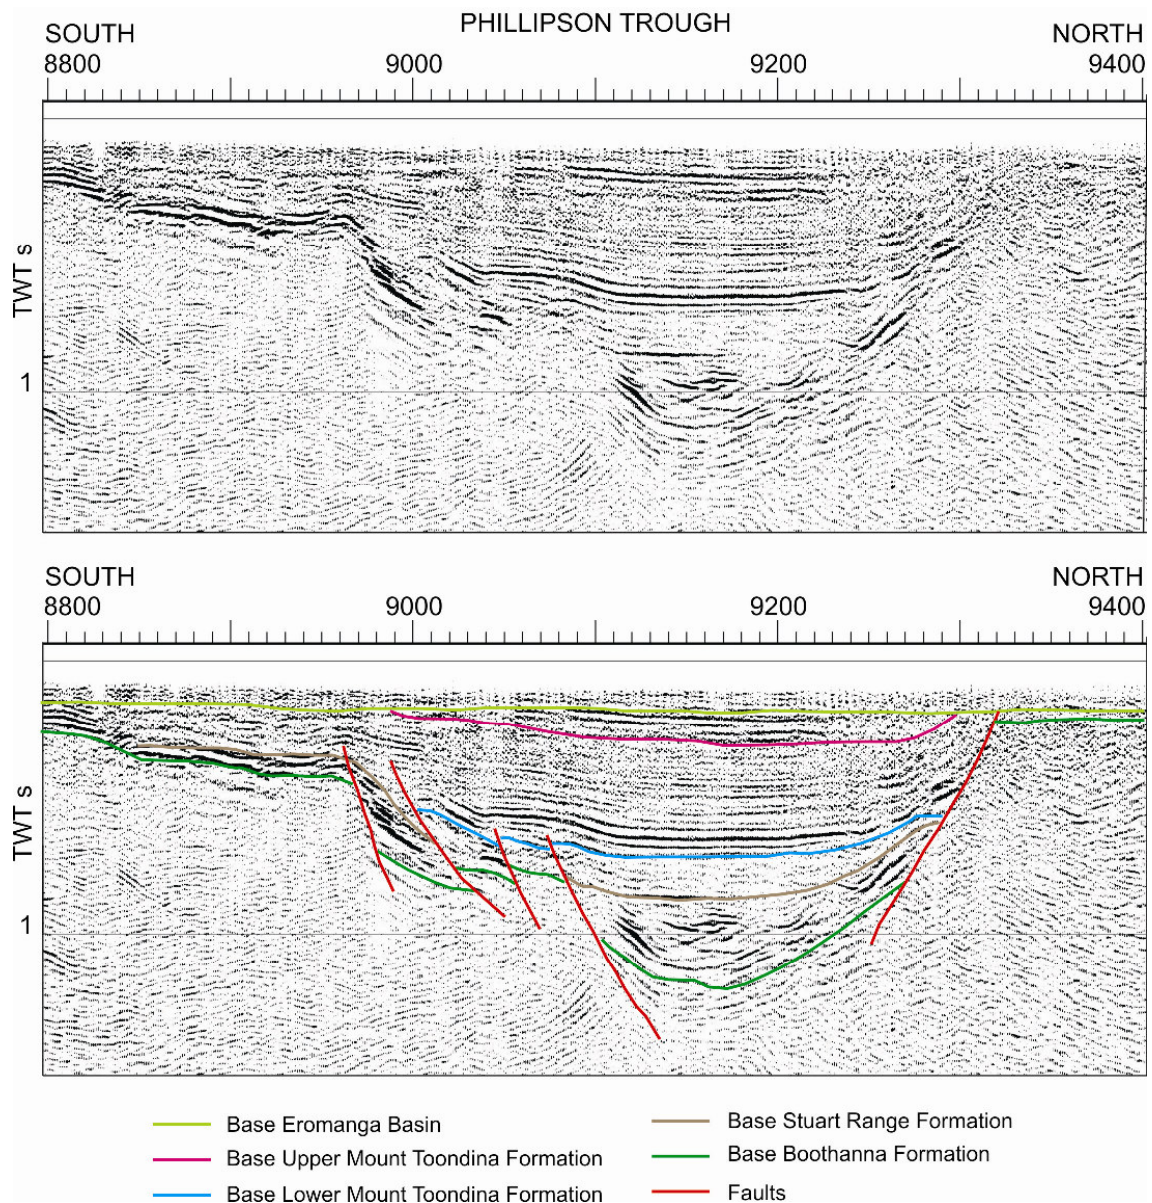 PHILLIPSON TROUGH
SOUTH NORTH
8800 9000 9200 9400
TWT s
1
SOUTH NORTH
8800 9000 9200 9400
TWT s
1
Base Eromanga Basin Base Stuart Range Formation
Base Upper Mount Toondina Formation Base Boothanna Formation
Base Lower Mount Toondina Formation Faults